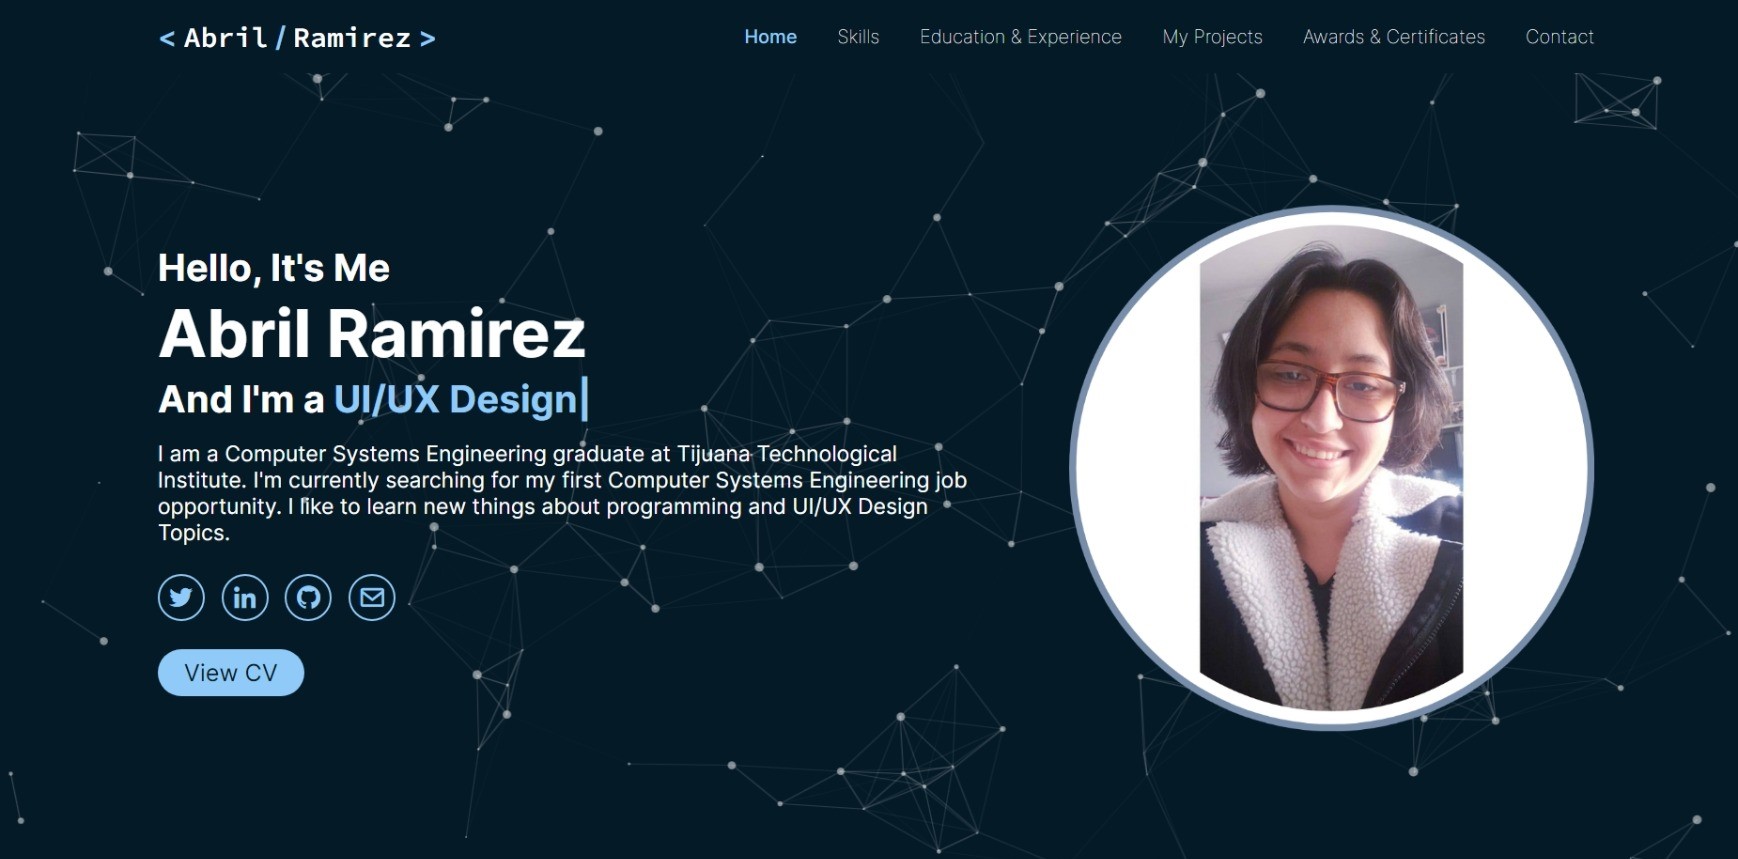 < Abril / Ramirez >
Home Skills Education & Experience My Projects Awards & Certificates Contact
Hello, It's Me
Abril Ramirez
And I'm a UI/UX Design|
I am a Computer Systems Engineering graduate at Tijuana Technological
Institute. I'm currently searching for my first Computer Systems Engineering job
opportunity. I like to learn new things about programming and UI/UX Design
Topics.
in
View CV